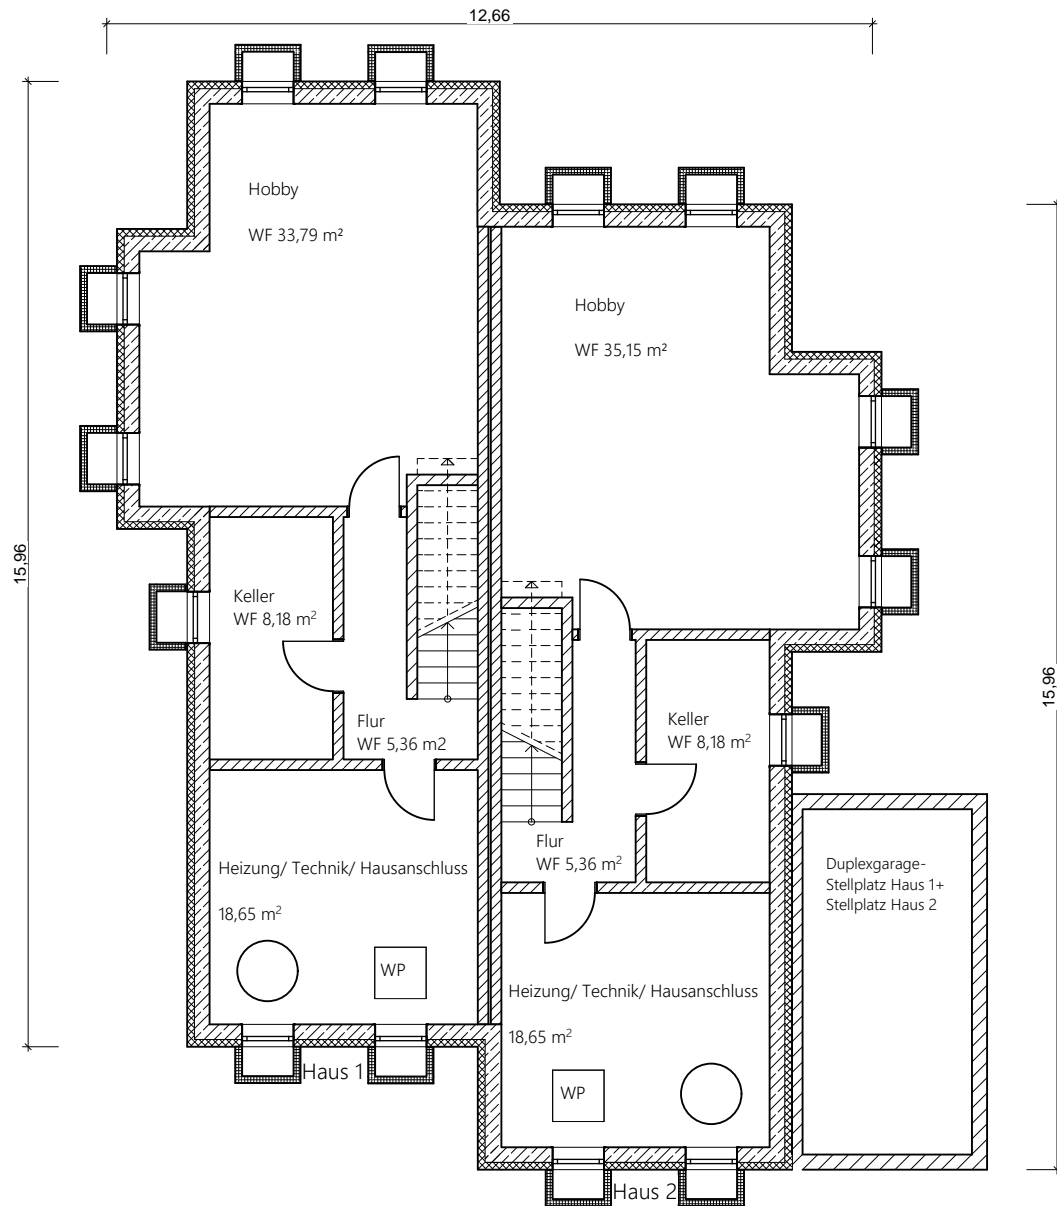 12,66
Hobby
WF 33,79 m²
Hobby
WF 35,15 m²
15,96
Keller
WF 8,18 m²
Flur
WF 5,36 m2
Keller
WF 8,18 m²
15,96
Heizung/ Technik/ Hausanschluss
18,65 m²
WP
Flur
WF 5,36 m²
Duplexgarage-
Stellplatz Haus 1+
Stellplatz Haus 2
Heizung/ Technik/ Hausanschluss
18,65 m²
WP
Haus 1
Haus 2